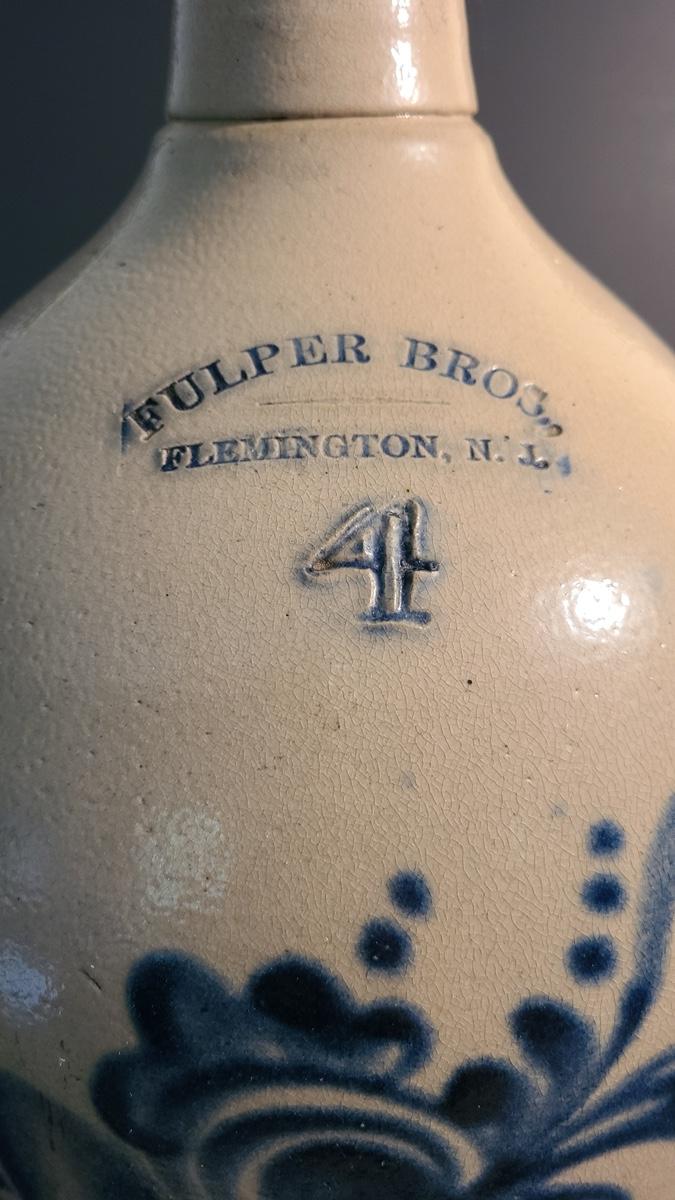 FULPER BROS.,
FLEMINGTON, N. J.
4